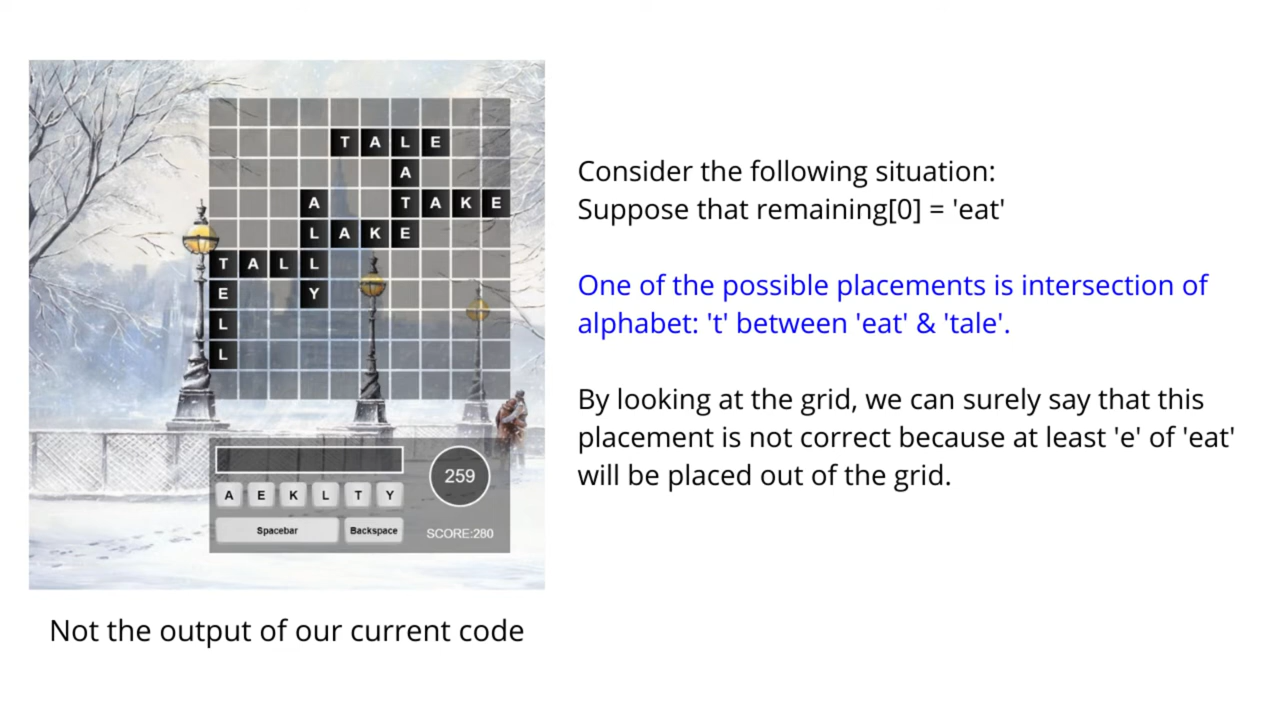 T A L E
A
A T A K E
L A K E
T A L L
E Y
L
L
259
A E K L T Y
Spacebar Backspace
SCORE:280
Not the output of our current code
Consider the following situation:
Suppose that remaining[0] = 'eat'
One of the possible placements is intersection of
alphabet: 't' between 'eat' & 'tale'.
By looking at the grid, we can surely say that this
placement is not correct because at least 'e' of 'eat'
will be placed out of the grid.